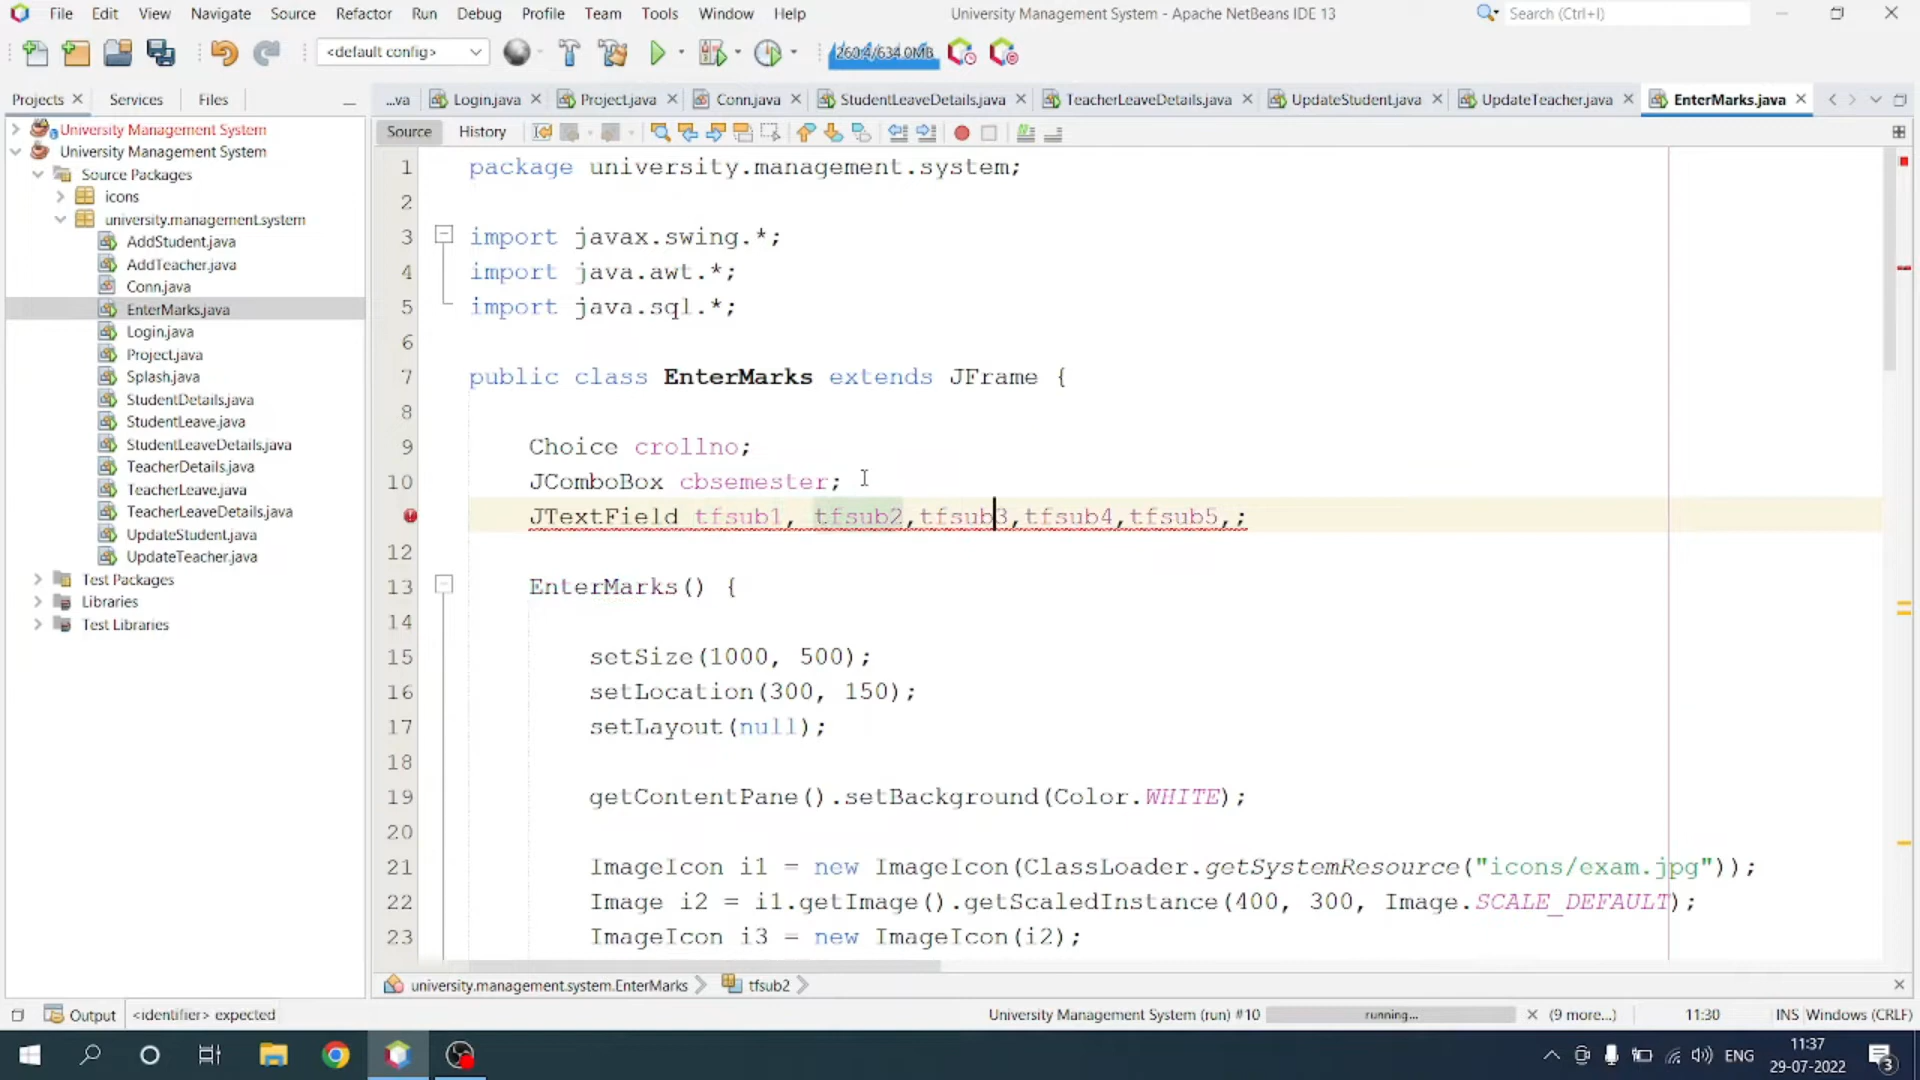 File Edit View Navigate Source Refactor Run Debug Profile Team Tools Window Help
University Management System - Apache NetBeans IDE 13
Search (Ctrl+I)
<default config>
260.4/634.0MB
Projects Services Files
...va Login.java Project.java Conn.java StudentLeaveDetails.java TeacherLeaveDetails.java UpdateStudent.java UpdateTeacher.java EnterMarks.java
University Management System
University Management System
Source Packages
icons
university.management.system
AddStudent.java
AddTeacher.java
Conn.java
EnterMarks.java
Login.java
Project.java
Splash.java
StudentDetails.java
StudentLeave.java
StudentLeaveDetails.java
TeacherDetails.java
TeacherLeave.java
TeacherLeaveDetails.java
UpdateStudent.java
UpdateTeacher.java
Test Packages
Libraries
Test Libraries
Source History
1 package university.management.system;
2
3 import javax.swing.*;
4 import java.awt.*;
5 import java.sql.*;
6
7 public class EnterMarks extends JFrame {
8
9 Choice crollno;
10 JComboBox cbsemester;
JTextField tfsub1, tfsub2,tfsub3,tfsub4,tfsub5,;
12
13 EnterMarks() {
14
15 setSize(1000, 500);
16 setLocation(300, 150);
17 setLayout(null);
18
19 getContentPane().setBackground(Color.WHITE);
20
21 ImageIcon i1 = new ImageIcon(ClassLoader.getSystemResource("icons/exam.jpg"));
22 Image i2 = i1.getImage().getScaledInstance(400, 300, Image.SCALE_DEFAULT);
23 ImageIcon i3 = new ImageIcon(i2);
university.management.system.EnterMarks tfsub2
Output <identifier> expected University Management System (run) #10 running... (9 more...) 11:30 INS Windows (CRLF)
ENG
11:37
29-07-2022
3